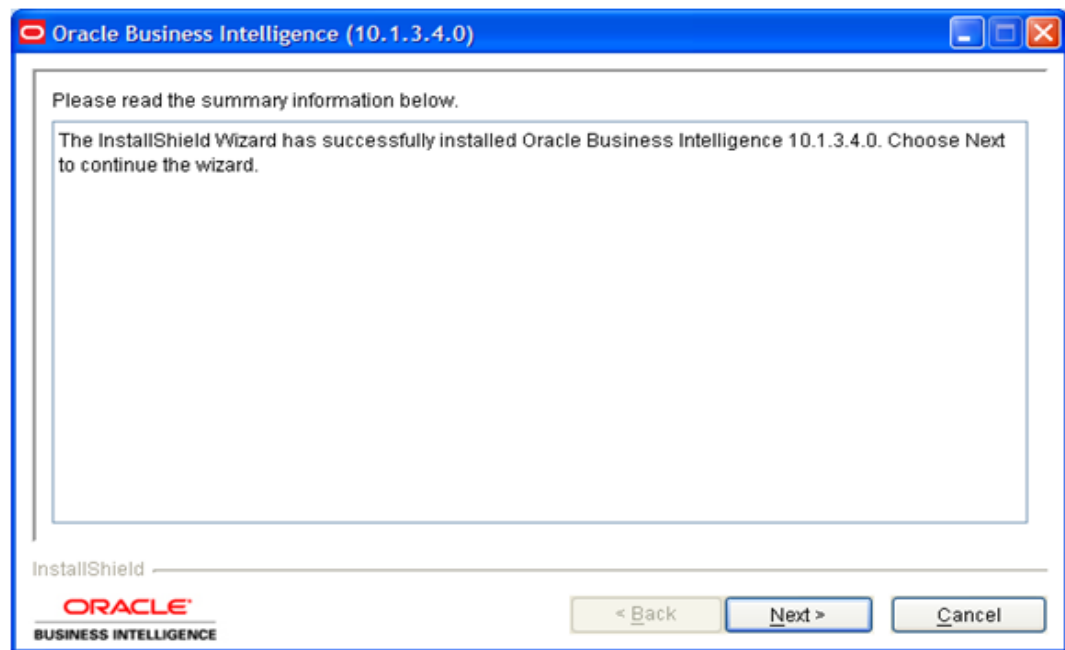 Oracle Business Intelligence (10.1.3.4.0)
Please read the summary information below.
The InstallShield Wizard has successfully installed Oracle Business Intelligence 10.1.3.4.0. Choose Next
to continue the wizard.
InstallShield
ORACLE
BUSINESS INTELLIGENCE
< Back
Next >
Cancel